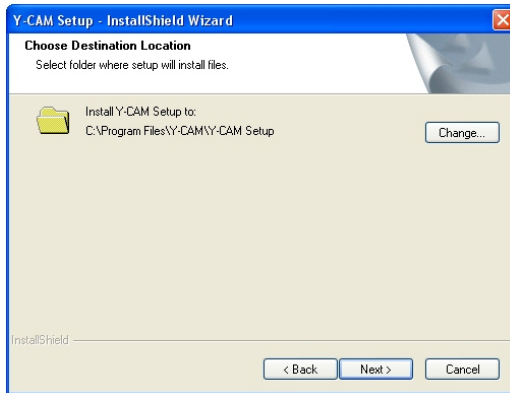 Y-CAM Setup - InstallShield Wizard
Choose Destination Location
Select folder where setup will install files.
Install Y-CAM Setup to:
C:\Program Files\Y-CAM\Y-CAM Setup
Change...
InstallShield
< Back
Next >
Cancel